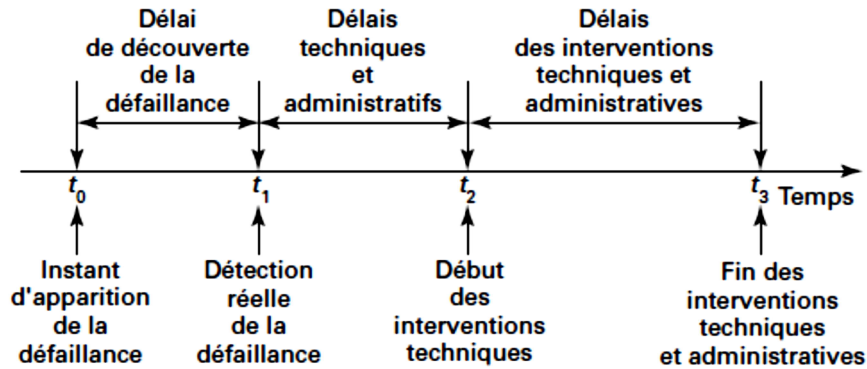 Délai
de découverte
de la
défaillance
Délais
techniques
et
administratifs
Délais
des interventions
techniques et
administratives
t0
t1
t2
t3
Temps
Instant
d'apparition
de la
défaillance
Détection
réelle
de la
défaillance
Début
des
interventions
techniques
Fin des
interventions
techniques
et administratives